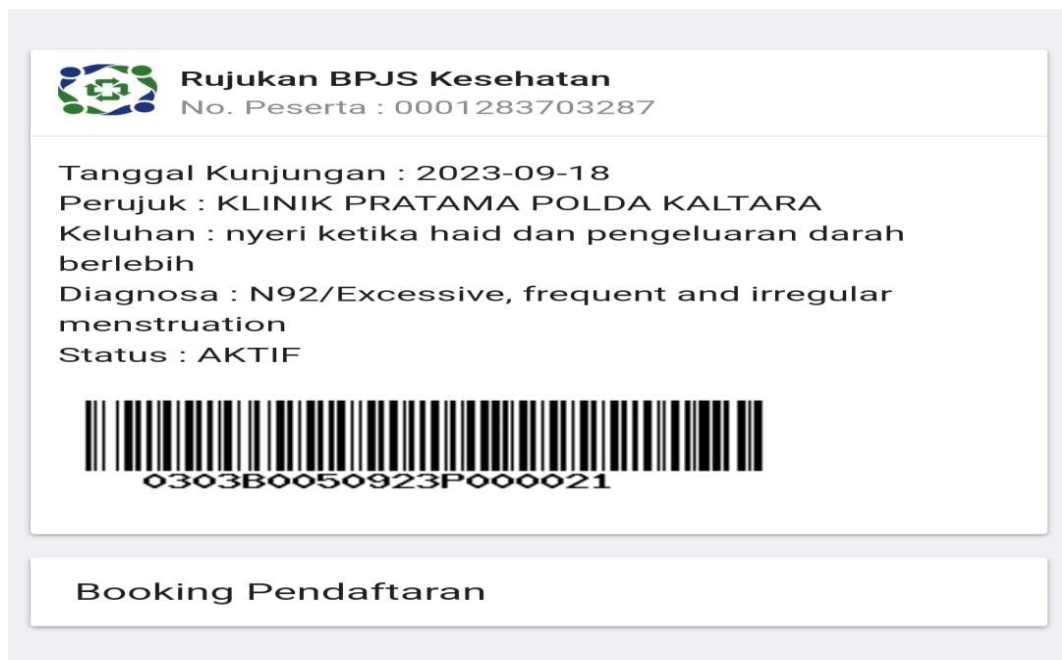 Rujukan BPJS Kesehatan
No. Peserta : 0001283703287
Tanggal Kunjungan : 2023-09-18
Perujuk : KLINIK PRATAMA POLDA KALTARA
Keluhan : nyeri ketika haid dan pengeluaran darah
berlebih
Diagnosa : N92/Excessive, frequent and irregular
menstruation
Status : AKTIF
0303B0050923P000021
Booking Pendaftaran